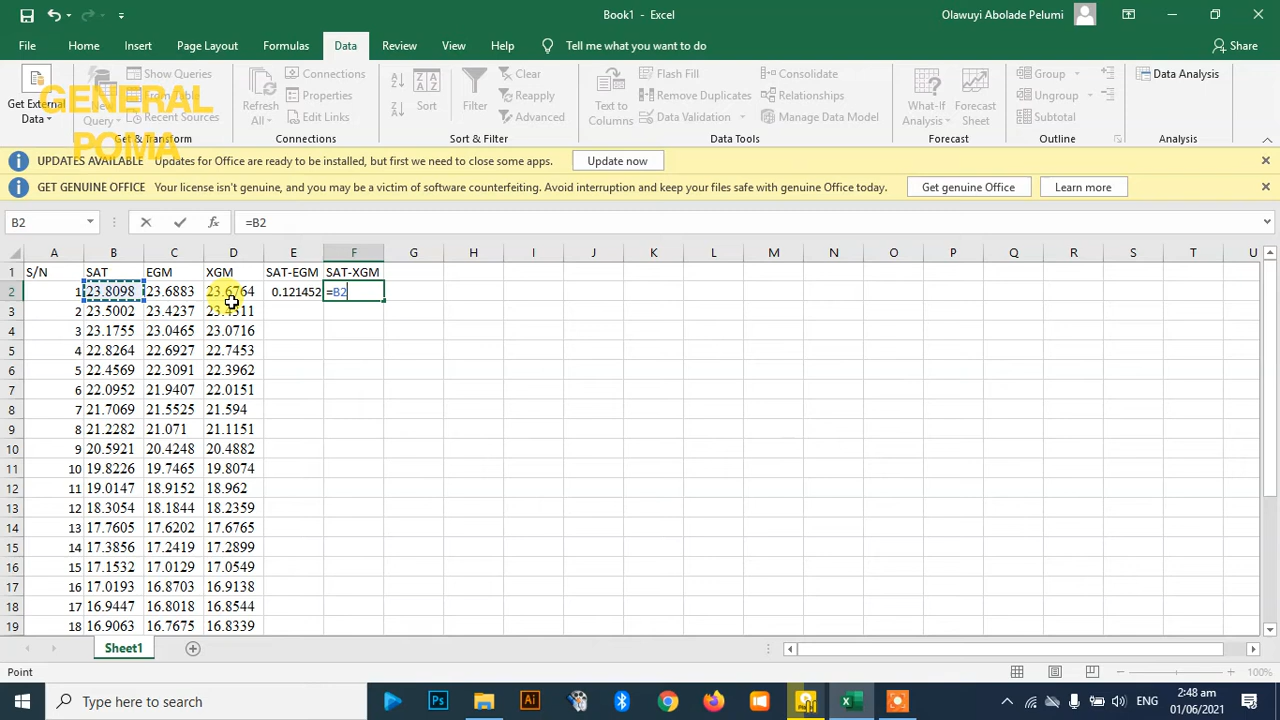 Book1 - Excel
Olawuyi Abolade Pelumi
File Home Insert Page Layout Formulas Data Review View Help Tell me what you want to do Share
Get External Data
New Query
Show Queries
From Table
Recent Sources
Get & Transform
Refresh All
Connections
Properties
Edit Links
Connections
Sort
Filter
Clear
Reapply
Advanced
Sort & Filter
Text to Columns
Flash Fill
Remove Duplicates
Data Validation
Consolidate
Relationships
Manage Data Model
Data Tools
What-If Analysis
Forecast Sheet
Forecast
Group
Ungroup
Subtotal
Outline
Data Analysis
Analysis
GENERAL
POMA
UPDATES AVAILABLE Updates for Office are ready to be installed, but first we need to close some apps. Update now
GET GENUINE OFFICE Your license isn't genuine, and you may be a victim of software counterfeiting. Avoid interruption and keep your files safe with genuine Office today. Get genuine Office Learn more
B2 fx =B2
A B C D E F G H I J K L M N O P Q R S T U
1 S/N SAT EGM XGM SAT-EGM SAT-XGM
2 1 23.8098 23.6883 23.6764 0.121452 =B2
3 2 23.5002 23.4237 23.4311
4 3 23.1755 23.0465 23.0716
5 4 22.8264 22.6927 22.7453
6 5 22.4569 22.3091 22.3962
7 6 22.0952 21.9407 22.0151
8 7 21.7069 21.5525 21.594
9 8 21.2282 21.071 21.1151
10 9 20.5921 20.4248 20.4882
11 10 19.8226 19.7465 19.8074
12 11 19.0147 18.9152 18.962
13 12 18.3054 18.1844 18.2359
14 13 17.7605 17.6202 17.6765
15 14 17.3856 17.2419 17.2899
16 15 17.1532 17.0129 17.0549
17 16 17.0193 16.8703 16.9138
18 17 16.9447 16.8018 16.8544
19 18 16.9063 16.7675 16.8339
Sheet1
Point 100%
Type here to search
Ps
Ai
ENG
2:48 am
01/06/2021